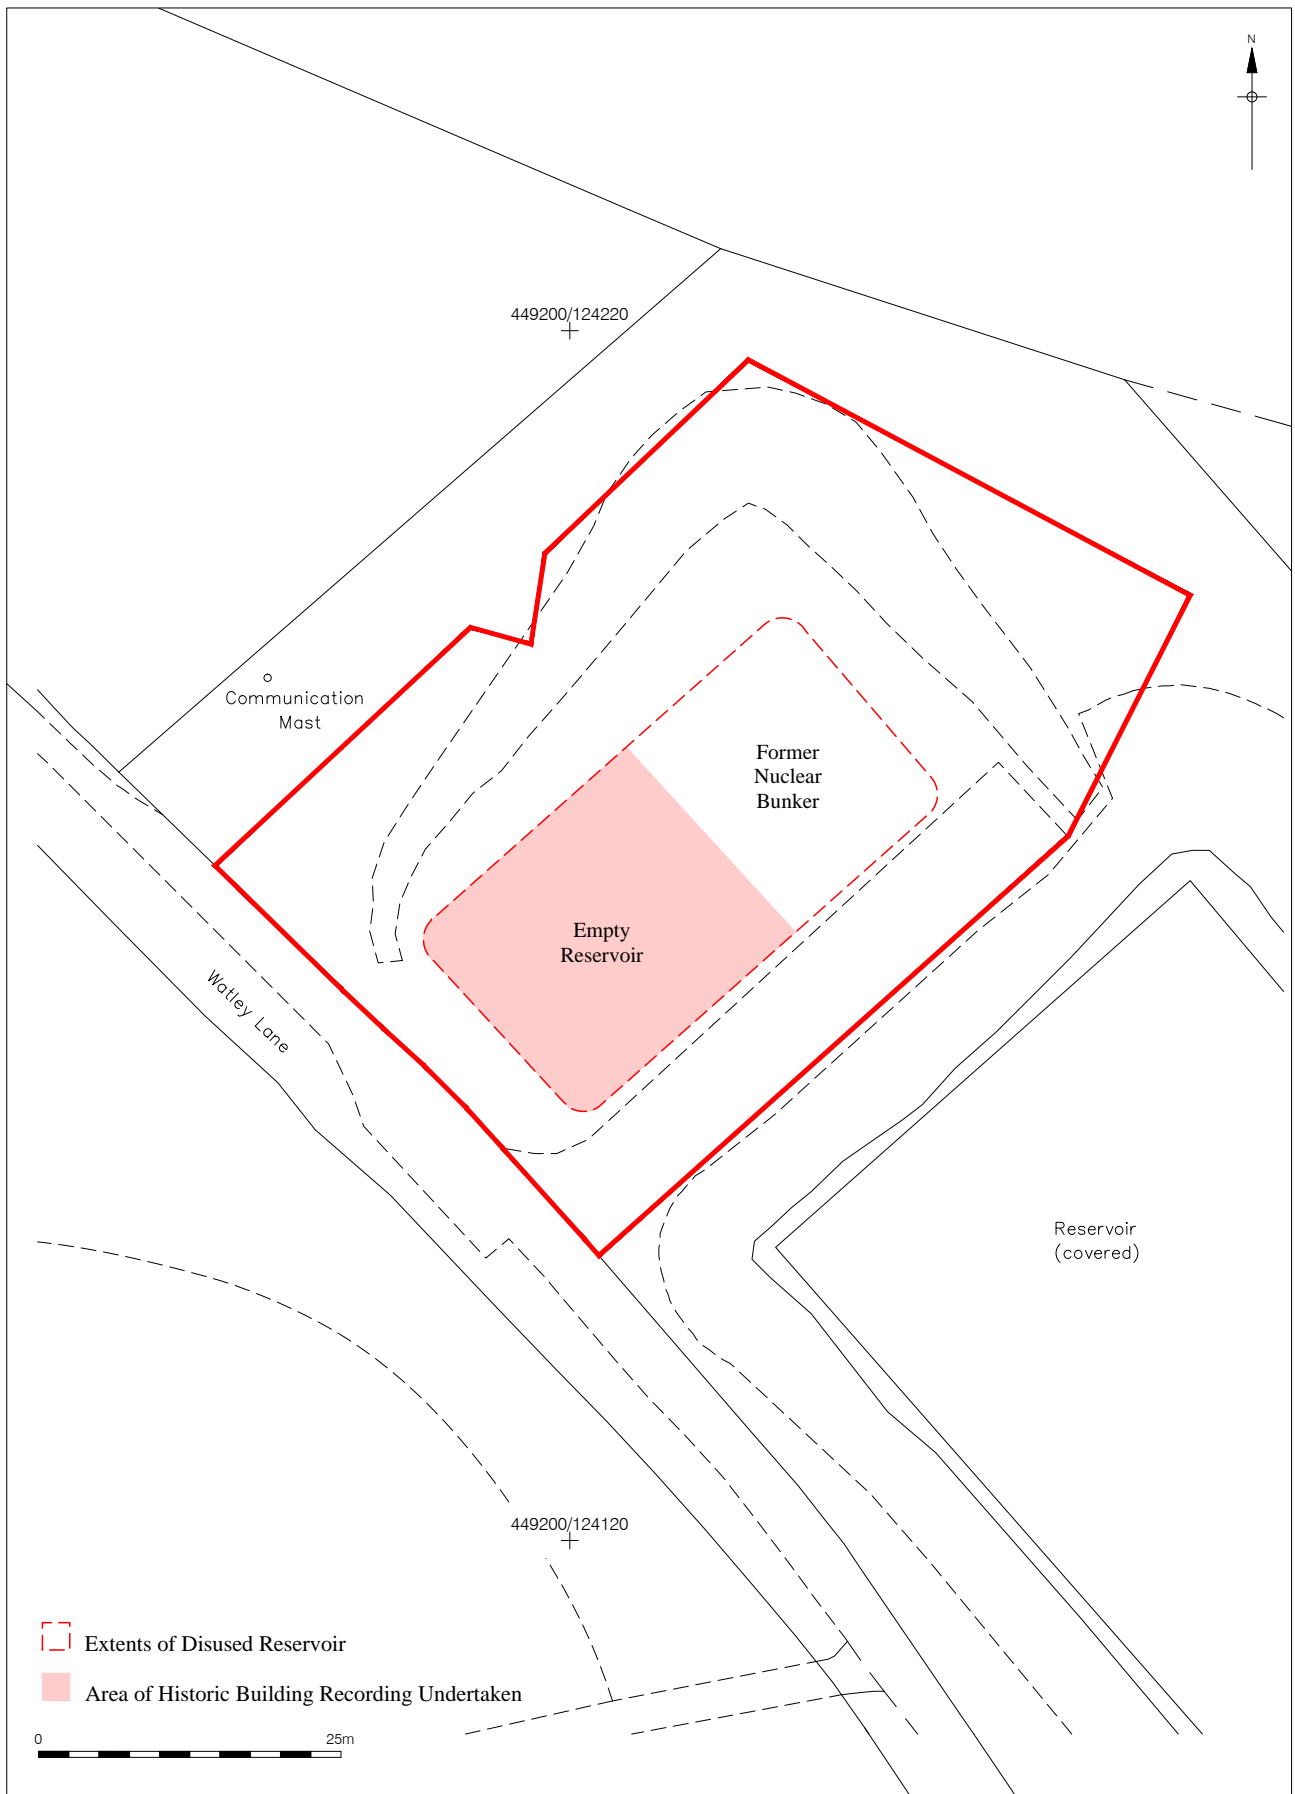 N
449200/124220
Communication
Mast
Former
Nuclear
Bunker
Empty
Reservoir
Watley Lane
Reservoir
(covered)
449200/124120
Extents of Disused Reservoir
Area of Historic Building Recording Undertaken
0 25m